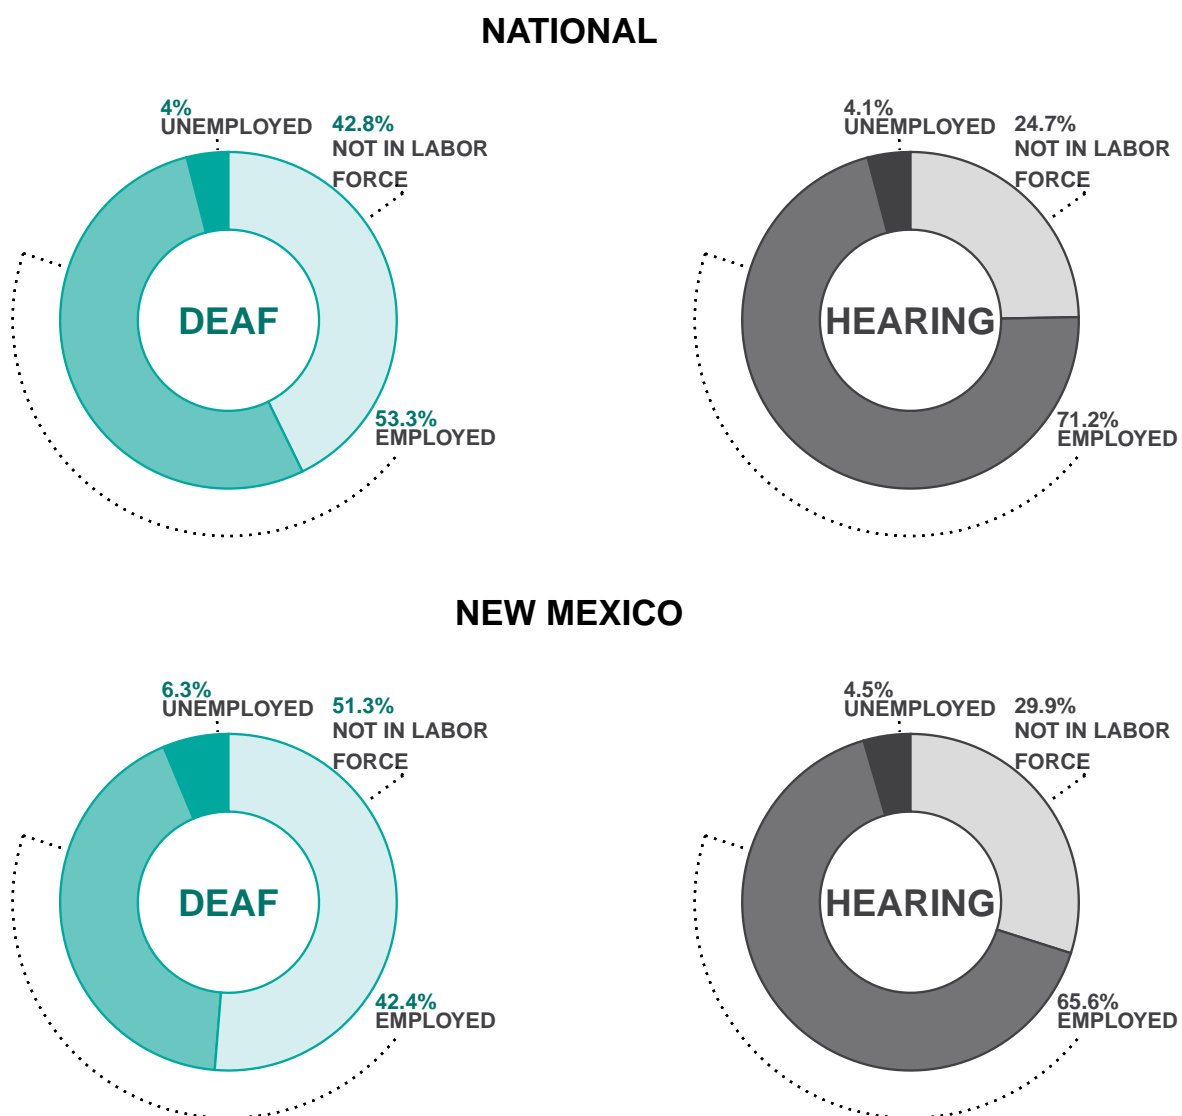 NATIONAL
4%
UNEMPLOYED
42.8%
NOT IN LABOR
FORCE
DEAF
53.3%
EMPLOYED
4.1%
UNEMPLOYED
24.7%
NOT IN LABOR
FORCE
HEARING
71.2%
EMPLOYED
NEW MEXICO
6.3%
UNEMPLOYED
51.3%
NOT IN LABOR
FORCE
DEAF
42.4%
EMPLOYED
4.5%
UNEMPLOYED
29.9%
NOT IN LABOR
FORCE
HEARING
65.6%
EMPLOYED